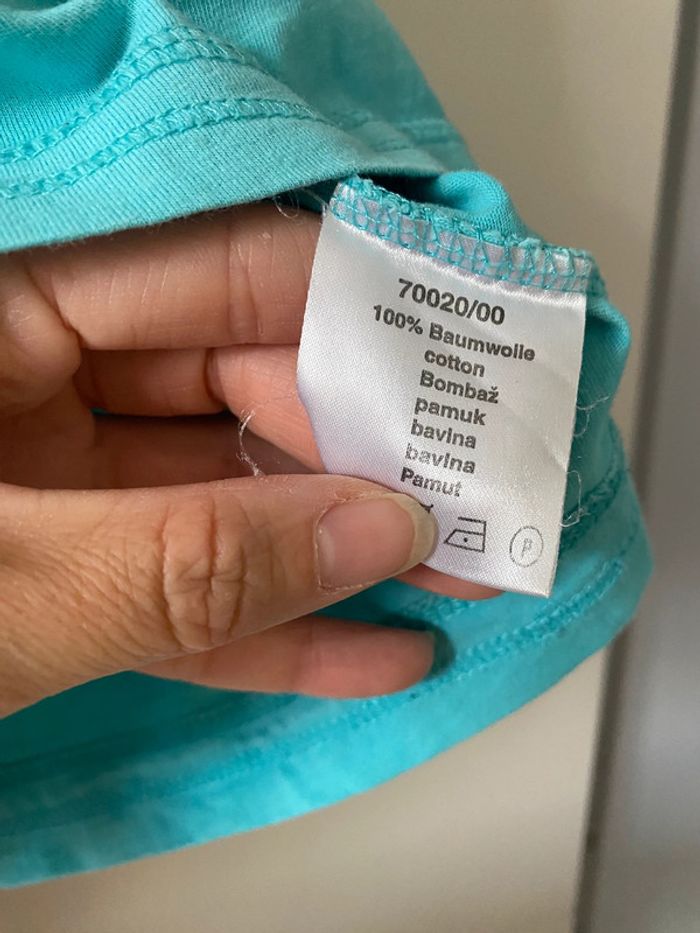 70020/00
100% Baumwolle
cotton
Bombaž
pamuk
bavlna
bavlna
Pamut
P